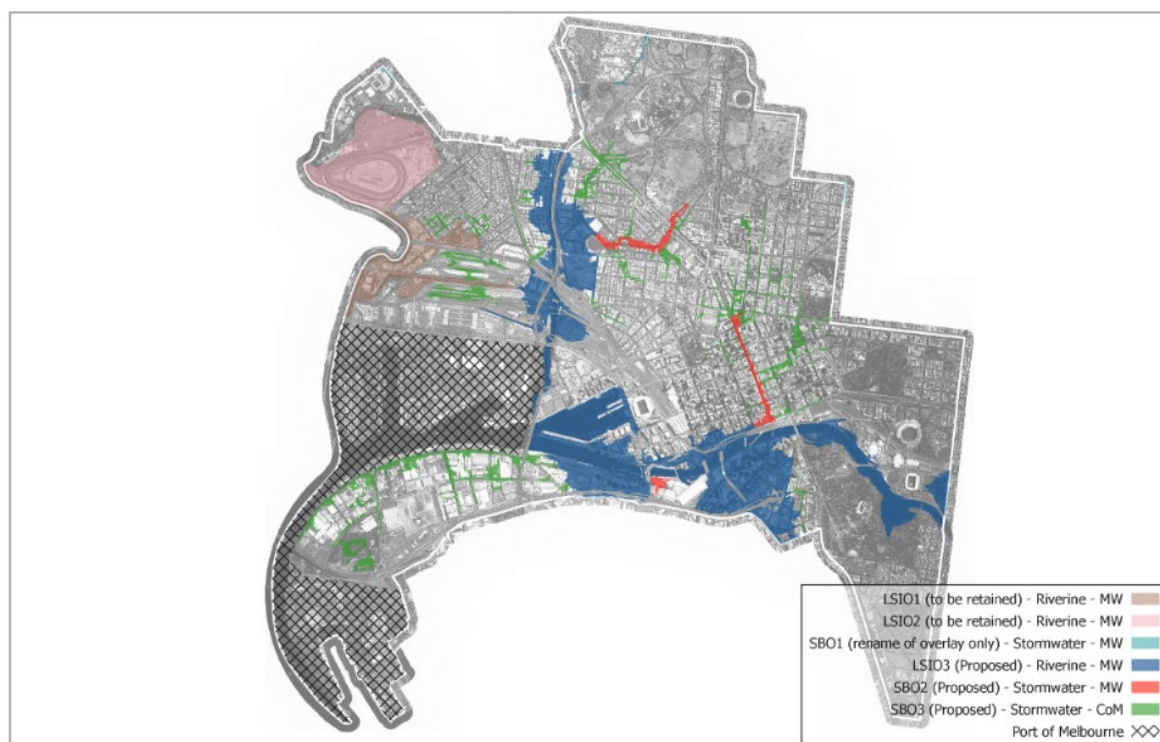 LSIO1 (to be retained) - Riverine - MW
LSIO2 (to be retained) - Riverine - MW
SBO1 (rename of overlay only) - Stormwater - MW
LSIO3 (Proposed) - Riverine - MW
SBO2 (Proposed) - Stormwater - MW
SBO3 (Proposed) - Stormwater - CoM
Port of Melbourne